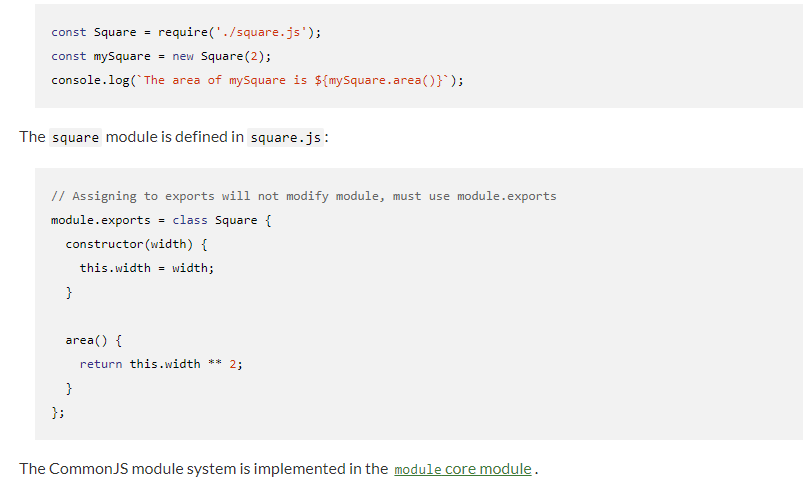 const Square = require('./square.js');
const mySquare = new Square(2);
console.log(`The area of mySquare is ${mySquare.area()}`);
The square module is defined in square.js:
// Assigning to exports will not modify module, must use module.exports
module.exports = class Square {
  constructor(width) {
    this.width = width;
  }
  area() {
    return this.width ** 2;
  }
};
The CommonJS module system is implemented in the module core module.